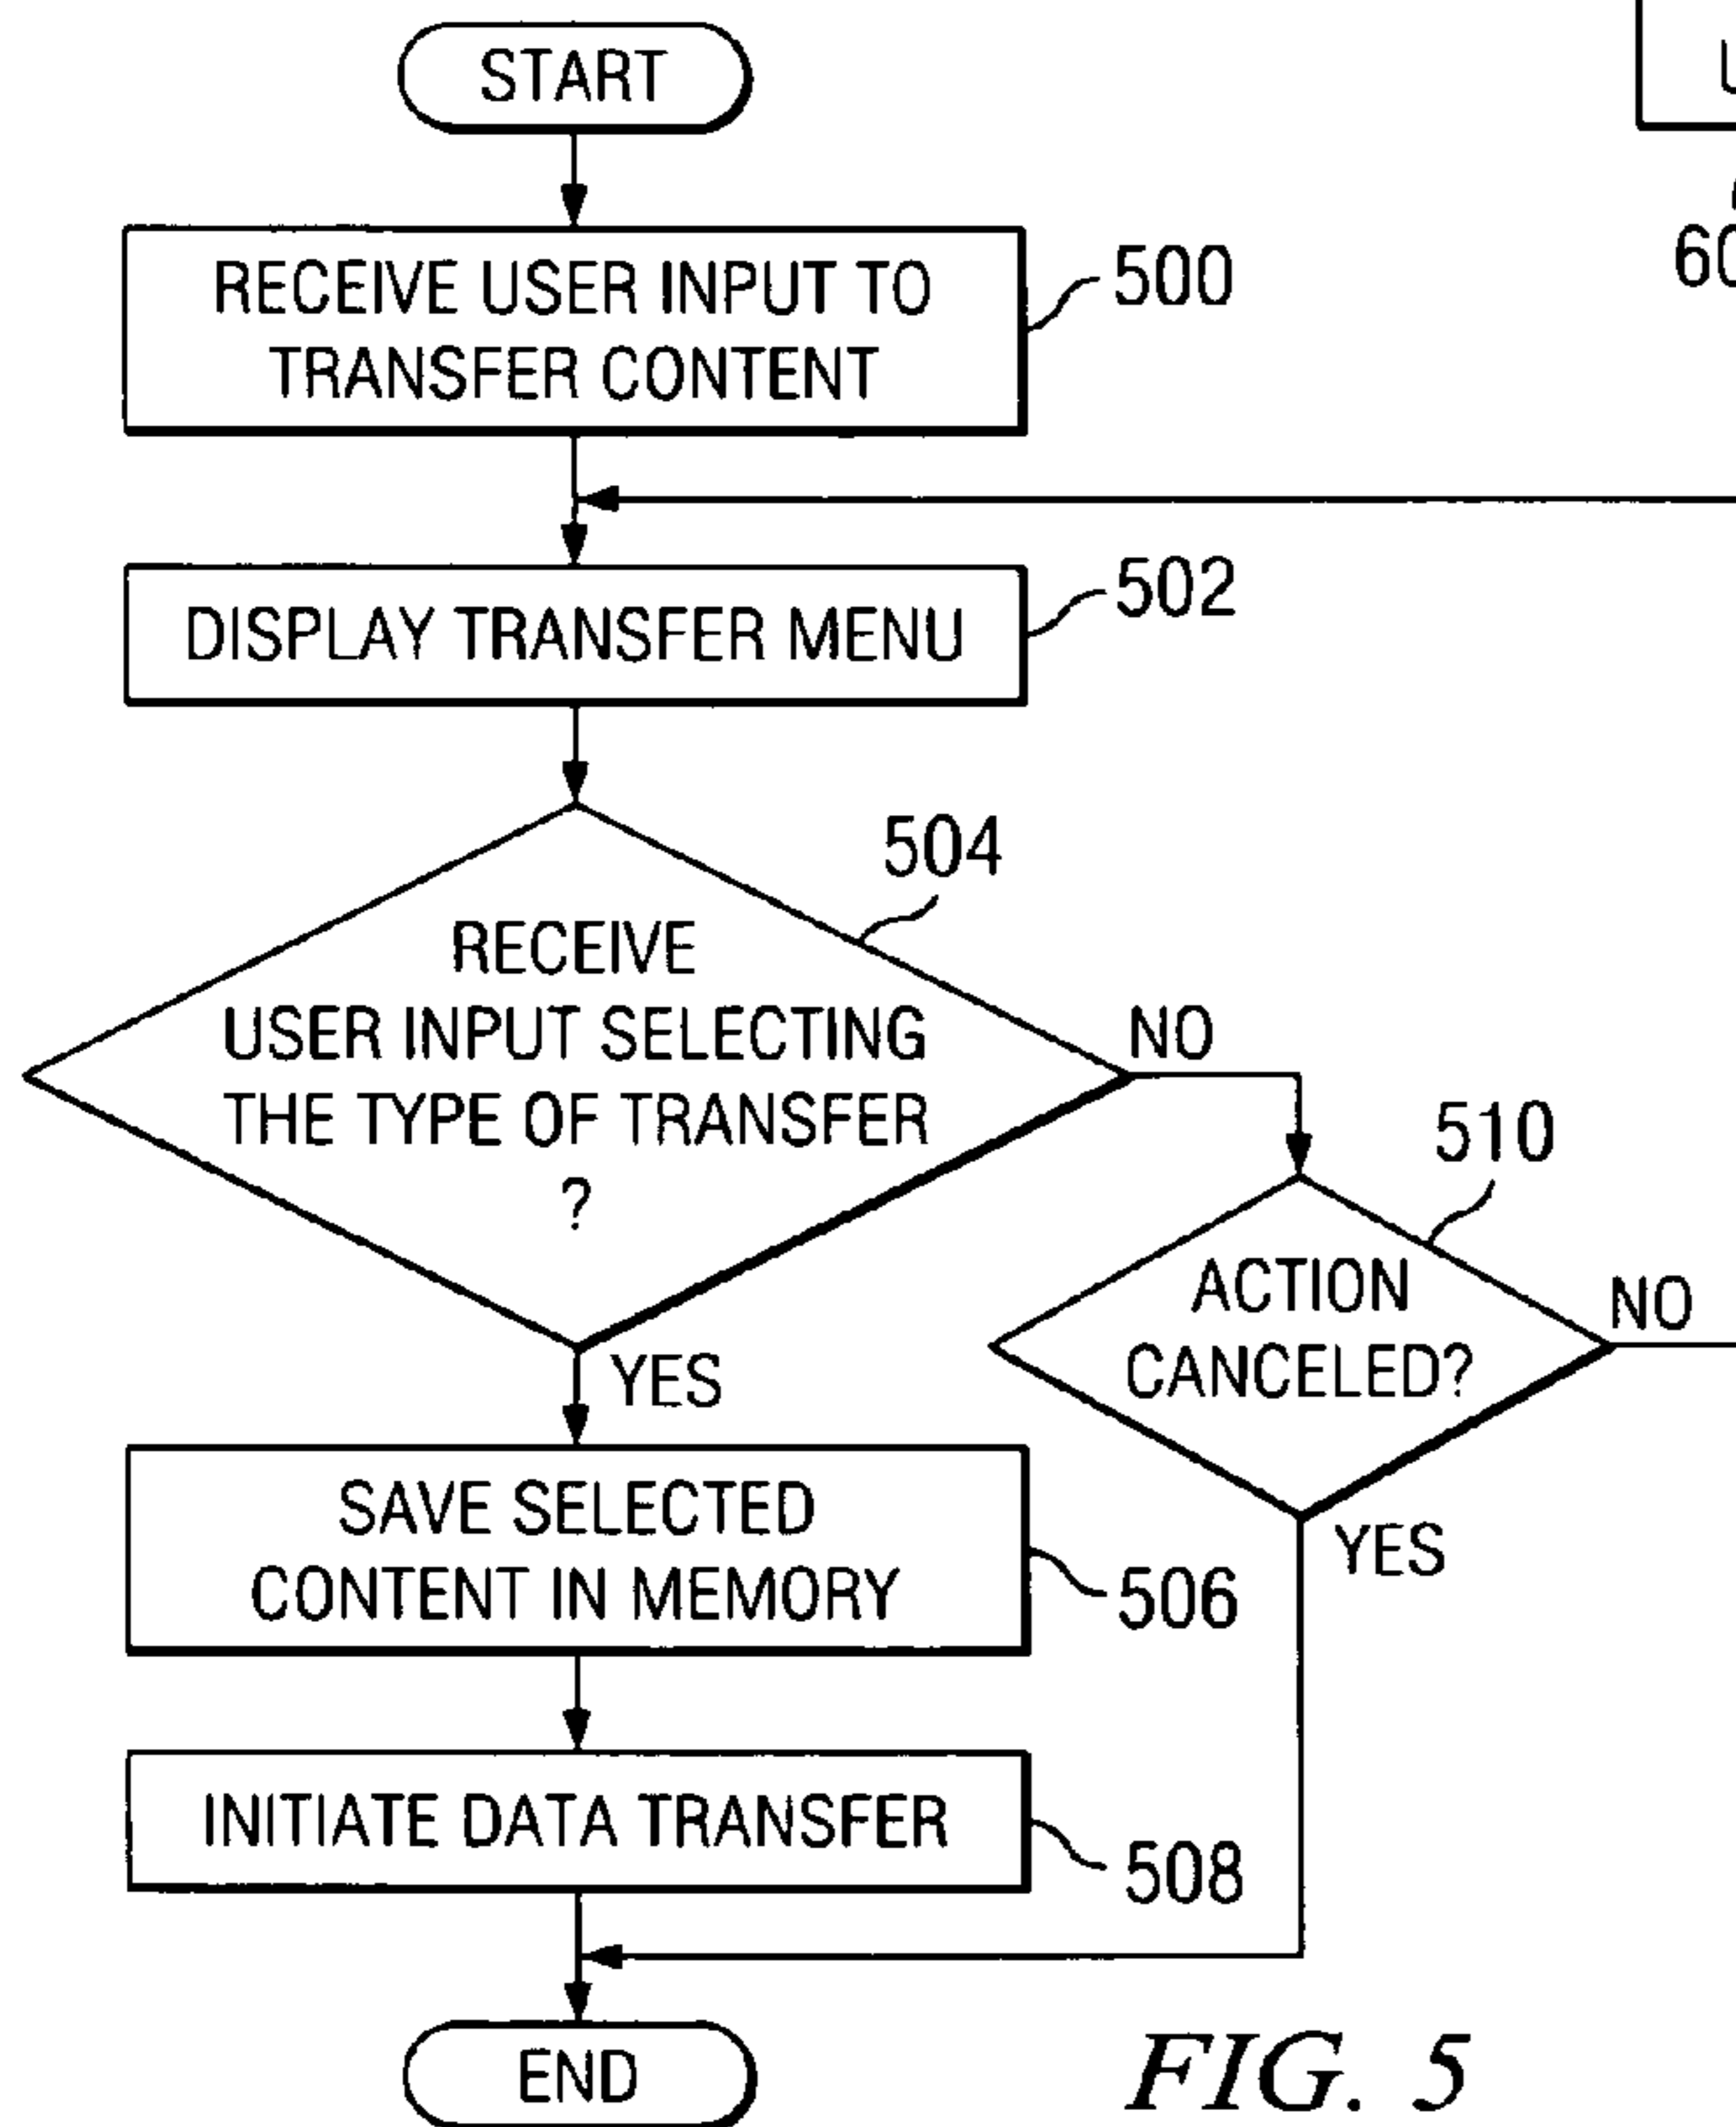 START
RECEIVE USER INPUT TO
TRANSFER CONTENT
500
DISPLAY TRANSFER MENU
502
504
RECEIVE
USER INPUT SELECTING
THE TYPE OF TRANSFER
?
NO
YES
510
ACTION
CANCELED?
NO
YES
SAVE SELECTED
CONTENT IN MEMORY
506
INITIATE DATA TRANSFER
508
END
FIG. 5